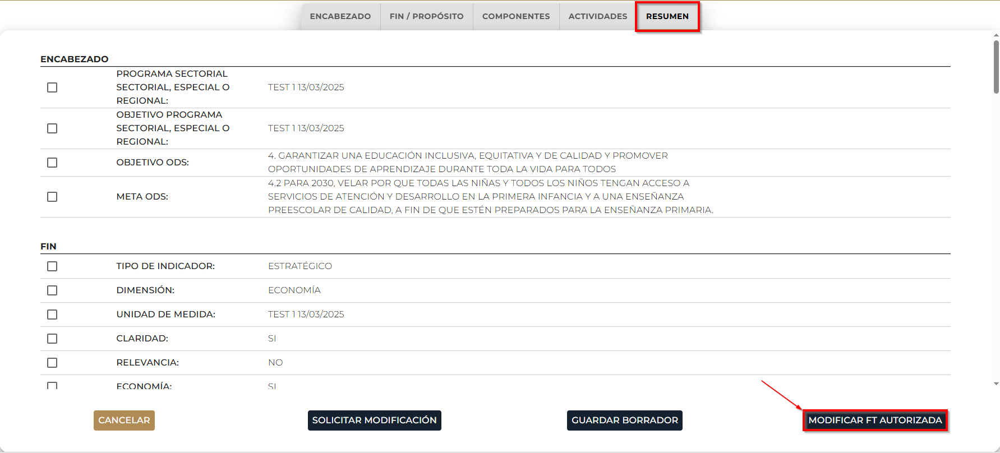 ENCABEZADO
FIN / PROPÓSITO
COMPONENTES
ACTIVIDADES
RESUMEN
ENCABEZADO
PROGRAMA SECTORIAL
SECTORIAL, ESPECIAL O
REGIONAL:
TEST 1 13/03/2025
OBJETIVO PROGRAMA
SECTORIAL, ESPECIAL O
REGIONAL:
TEST 1 13/03/2025
OBJETIVO ODS:
4. GARANTIZAR UNA EDUCACIÓN INCLUSIVA, EQUITATIVA Y DE CALIDAD Y PROMOVER
OPORTUNIDADES DE APRENDIZAJE DURANTE TODA LA VIDA PARA TODOS
META ODS:
4.2 PARA 2030, VELAR POR QUE TODAS LAS NIÑAS Y TODOS LOS NIÑOS TENGAN ACCESO A
SERVICIOS DE ATENCIÓN Y DESARROLLO EN LA PRIMERA INFANCIA Y A UNA ENSEÑANZA
PREESCOLAR DE CALIDAD, A FIN DE QUE ESTÉN PREPARADOS PARA LA ENSEÑANZA PRIMARIA.
FIN
TIPO DE INDICADOR:
ESTRATÉGICO
DIMENSIÓN:
ECONOMÍA
UNIDAD DE MEDIDA:
TEST 1 13/03/2025
CLARIDAD:
SI
RELEVANCIA:
NO
ECONOMÍA:
SI
CANCELAR
SOLICITAR MODIFICACIÓN
GUARDAR BORRADOR
MODIFICAR FT AUTORIZADA